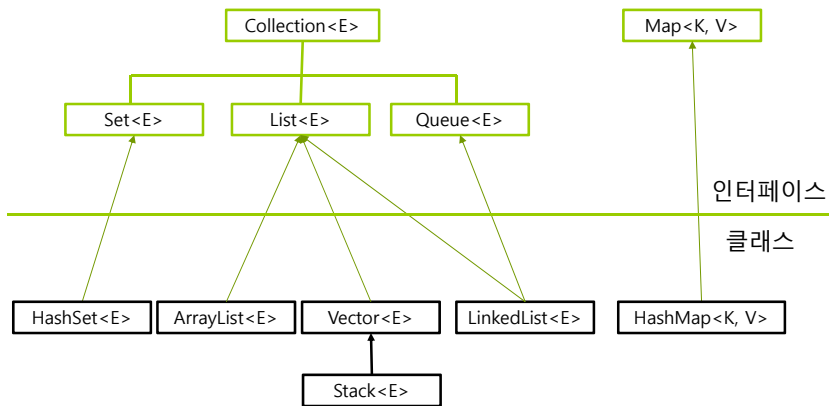 Collection<E>
Map<K, V>
Set<E>
List<E>
Queue<E>
인터페이스
클래스
HashSet<E>
ArrayList<E>
Vector<E>
LinkedList<E>
HashMap<K, V>
Stack<E>